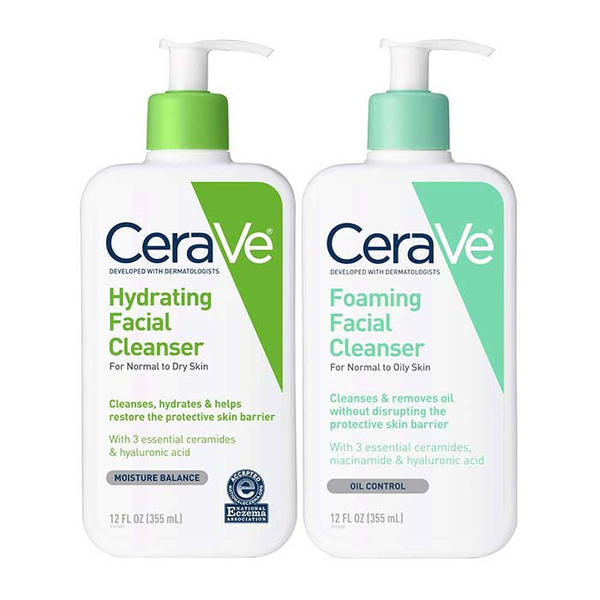 CeraVe®
DEVELOPED WITH DERMATOLOGISTS
Hydrating
Facial
Cleanser
For Normal to Dry Skin
Cleanses, hydrates & helps
restore the protective skin barrier
With 3 essential ceramides
& hyaluronic acid
MOISTURE BALANCE
ACCEPTED
NATIONAL
Eczema
ASSOCIATION
12 FL OZ (355 mL)
CeraVe®
DEVELOPED WITH DERMATOLOGISTS
Foaming
Facial
Cleanser
For Normal to Oily Skin
Cleanses & removes oil
without disrupting the
protective skin barrier
With 3 essential ceramides,
niacinamide & hyaluronic acid
OIL CONTROL
12 FL OZ (355 mL)